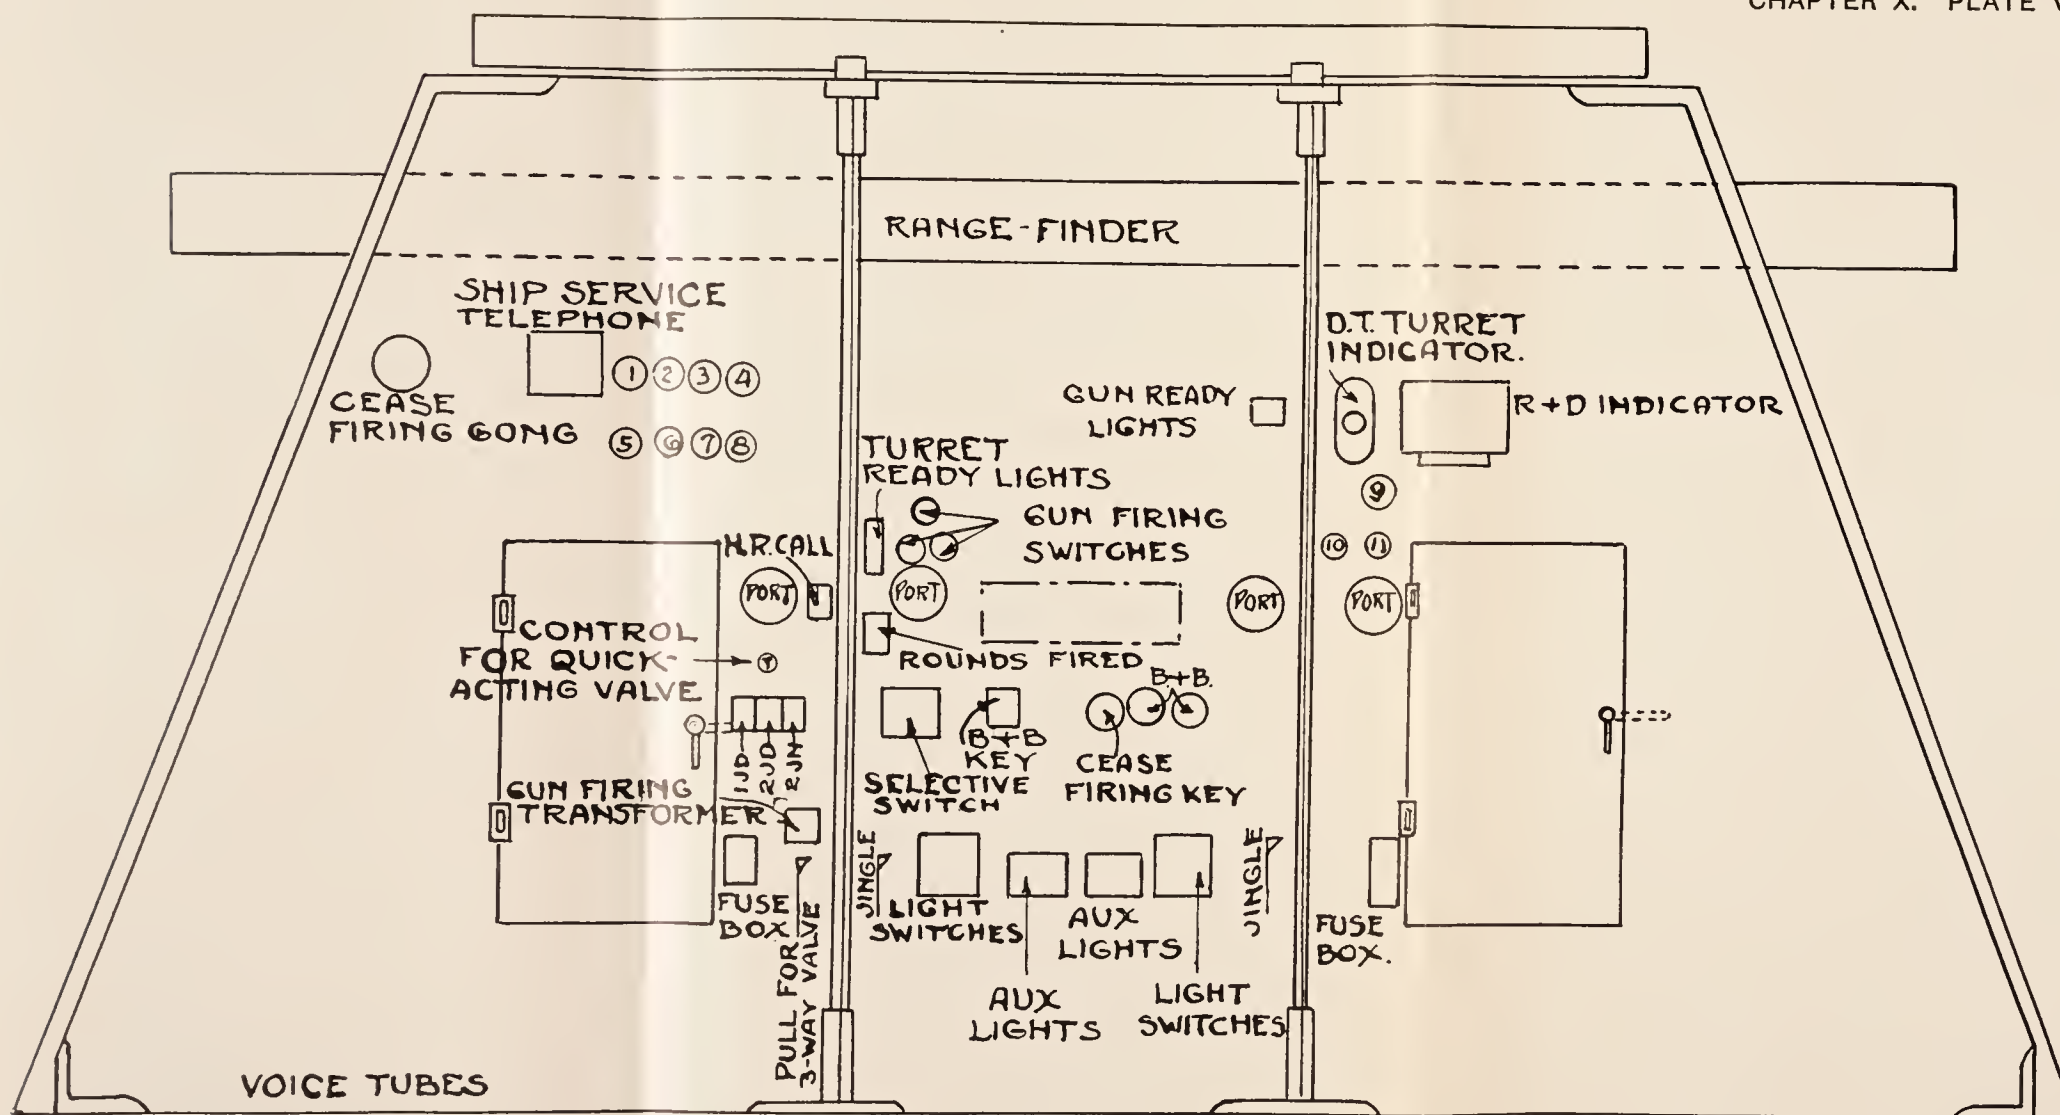 CHAPTER X. PLATE V
RANGE-FINDER
SHIP SERVICE
TELEPHONE
CEASE
FIRING GONG
1 2 3 4
5 6 7 8
D.T. TURRET
INDICATOR.
GUN READY
LIGHTS
R+D INDICATOR
9
10 11
TURRET
READY LIGHTS
GUN FIRING
SWITCHES
H.R. CALL
PORT
PORT
PORT
PORT
CONTROL
FOR QUICK-
ACTING VALVE
ROUNDS FIRED
B.+B.
1JD
2JD
2JN
B+B
KEY
SELECTIVE
SWITCH
CEASE
FIRING KEY
GUN FIRING
TRANSFORMER
FUSE
BOX
PULL FOR
3-WAY VALVE
JINGLE
LIGHT
SWITCHES
AUX
LIGHTS
AUX
LIGHTS
LIGHT
SWITCHES
JINGLE
FUSE
BOX.
VOICE TUBES